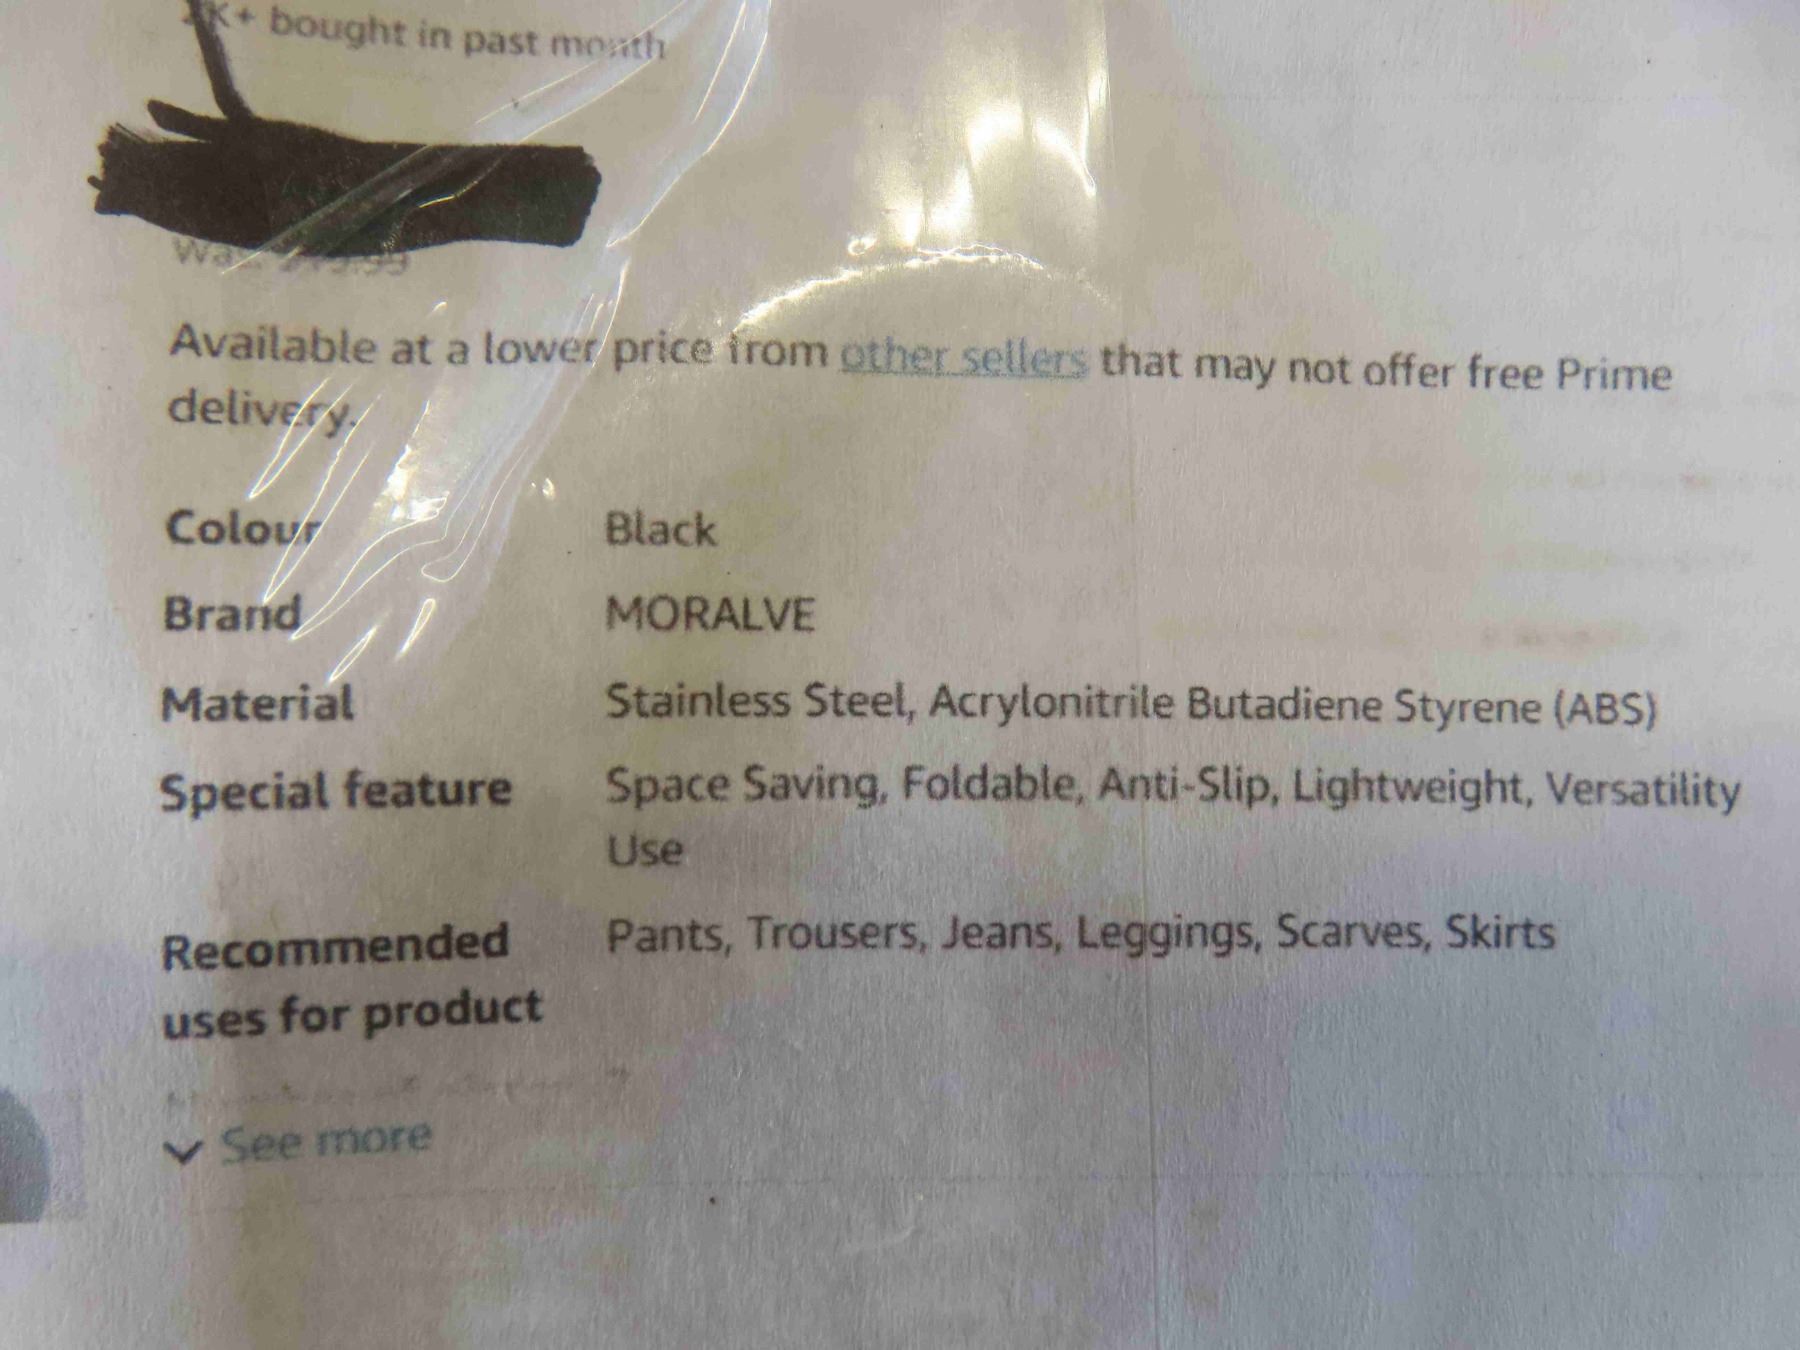 K+ bought in past month
Available at a lower price from other sellers that may not offer free Prime
delivery.
Colour Black
Brand MORALVE
Material Stainless Steel, Acrylonitrile Butadiene Styrene (ABS)
Special feature Space Saving, Foldable, Anti-Slip, Lightweight, Versatility
Use
Recommended Pants, Trousers, Jeans, Leggings, Scarves, Skirts
uses for product
See more